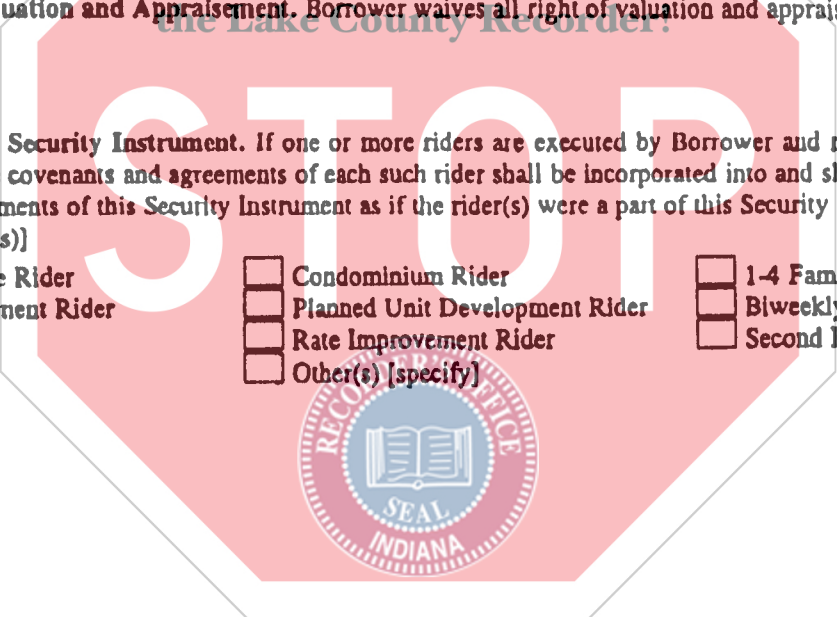 uation and Appraisement. Borrower waives all right of valuation and apprais
the Lake County Recorder!
STOP
Security Instrument. If one or more riders are executed by Borrower and r
covenants and agreements of each such rider shall be incorporated into and sh
ments of this Security Instrument as if the rider(s) were a part of this Security
s)]
e Rider Condominium Rider 1-4 Fam
ment Rider Planned Unit Development Rider Biweekly
Rate Improvement Rider Second
Other(s) [specify]
RECORDER'S OFFICE
SEAL
INDIANA